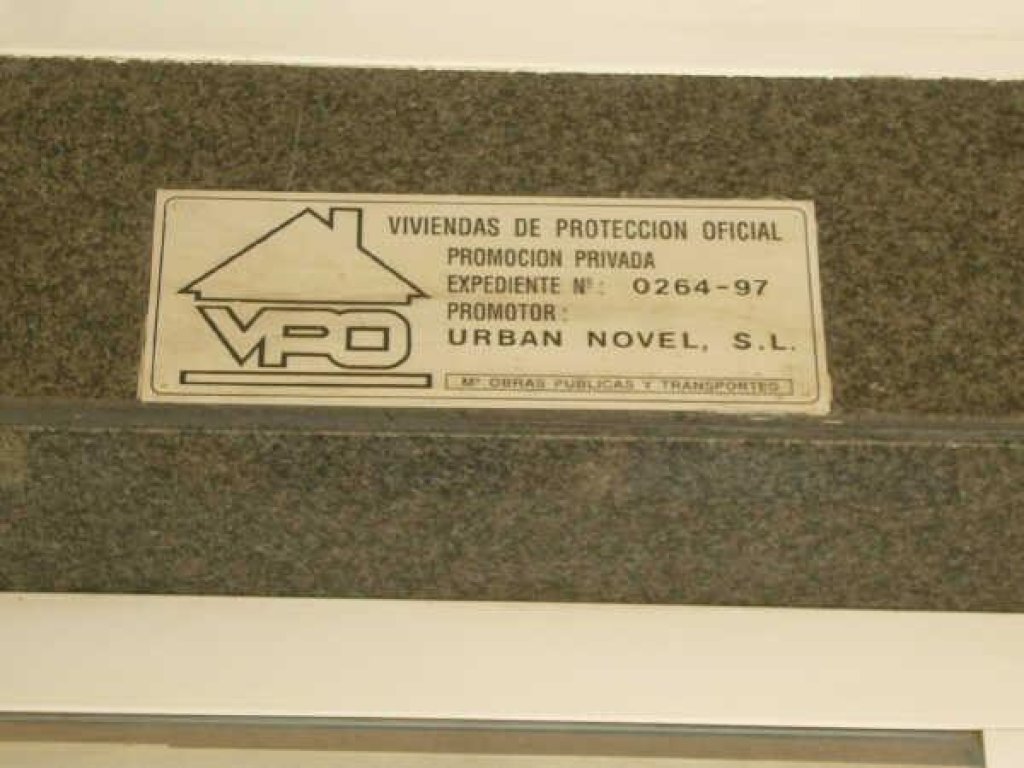 VIVIENDAS DE PROTECCION OFICIAL
PROMOCION PRIVADA
EXPEDIENTE Nº: 0264-97
PROMOTOR:
URBAN NOVEL, S.L.
VPO
Mº OBRAS PUBLICAS Y TRANSPORTES